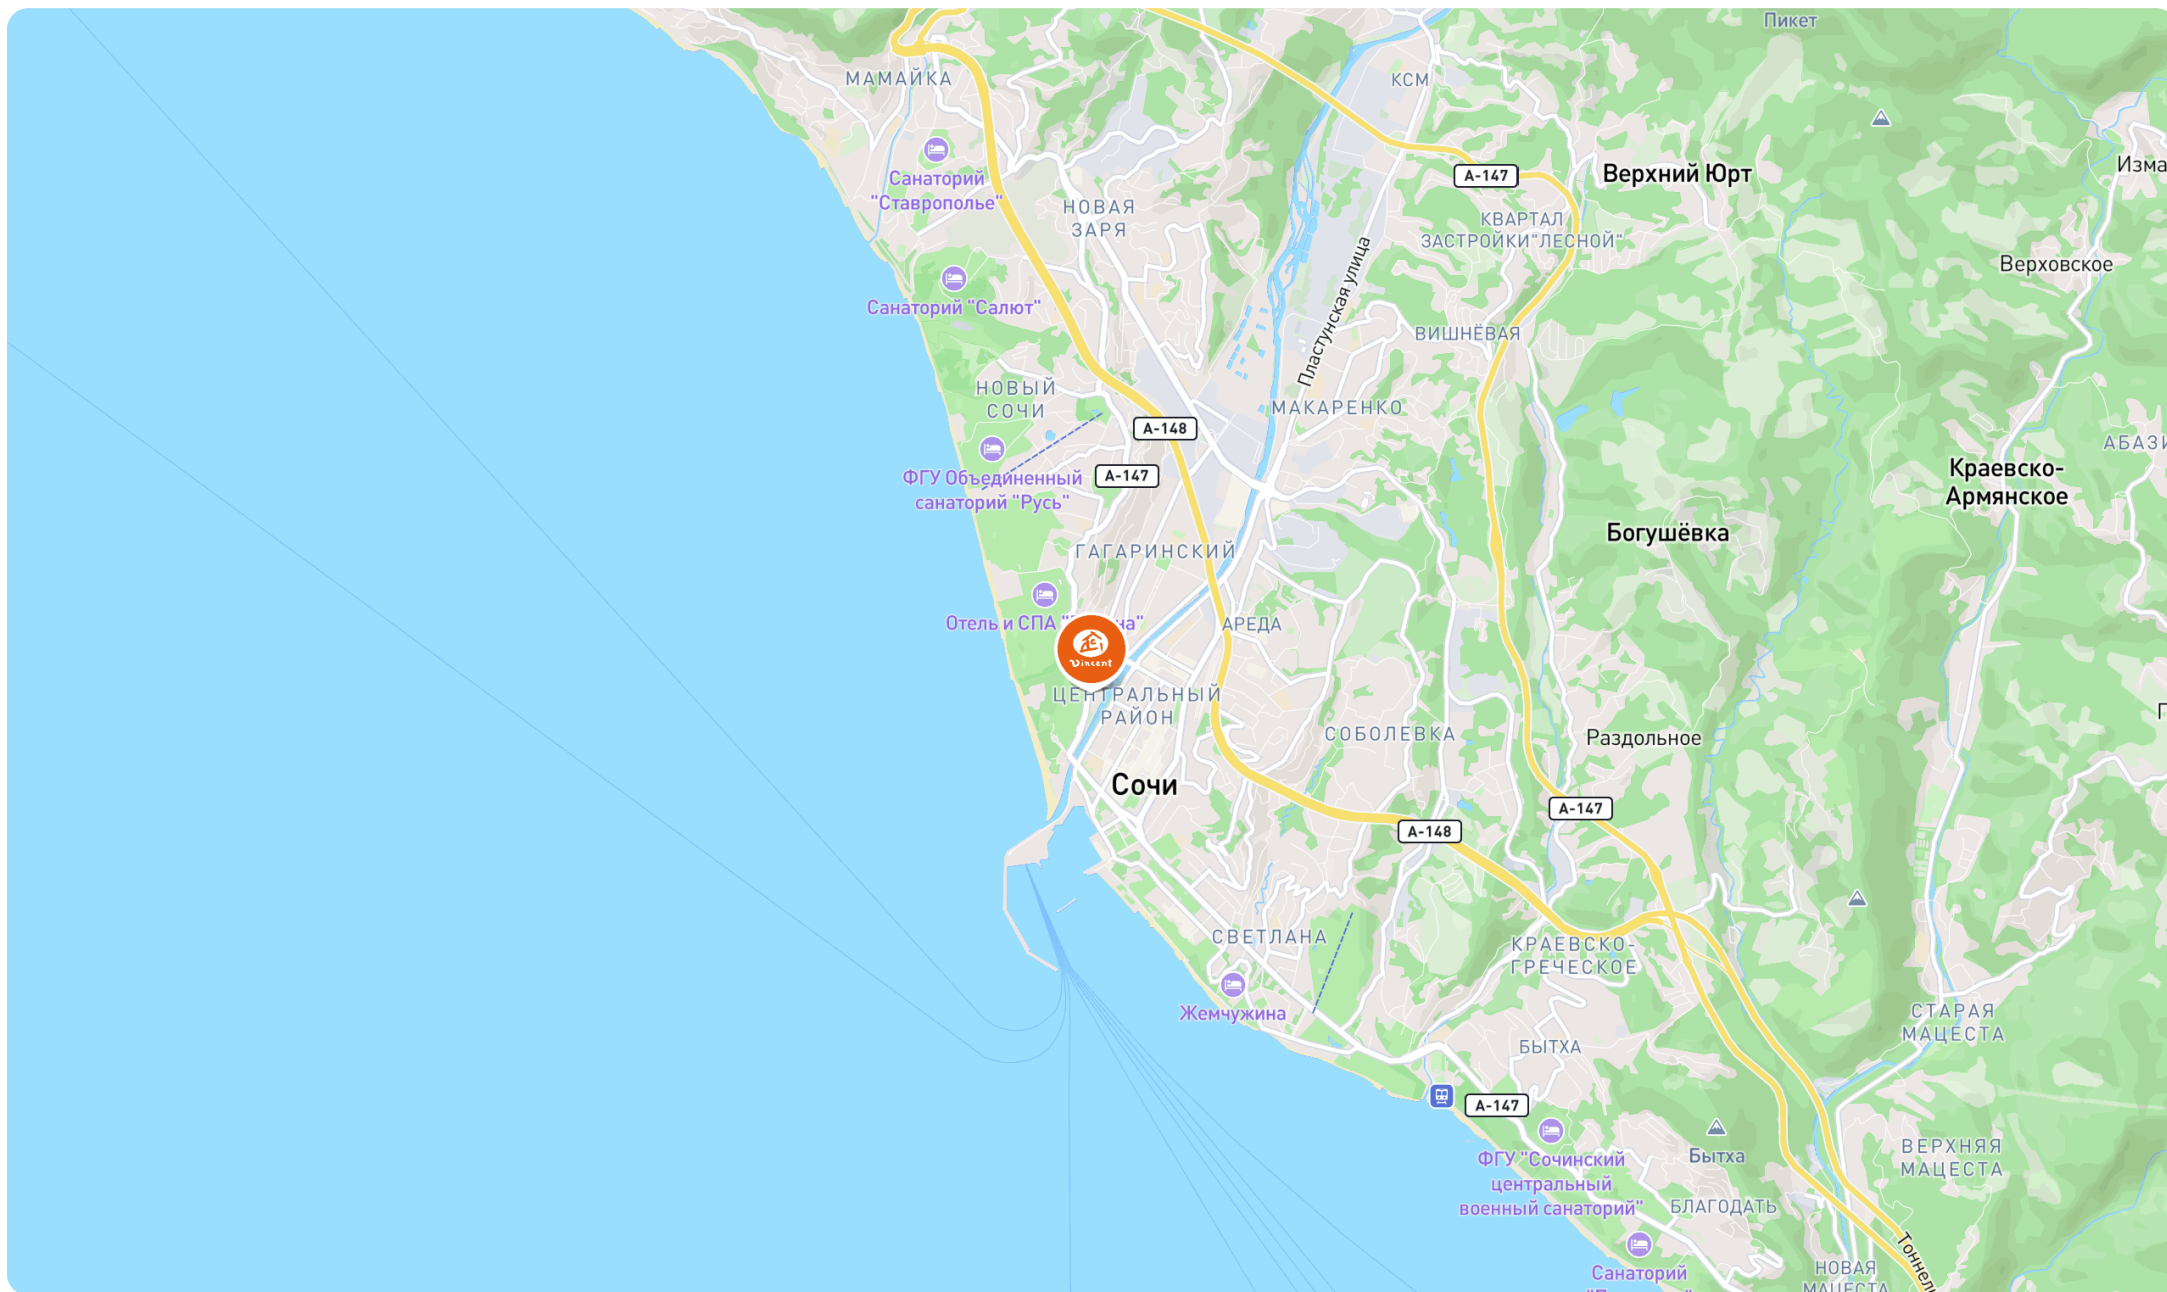 Пикет
МАМАЙКА
КСМ
Санаторий
"Ставрополье"
А-147
Верхний Юрт
Изма
НОВАЯ
ЗАРЯ
КВАРТАЛ
ЗАСТРОЙКИ"ЛЕСНОЙ"
Верховское
Санаторий "Салют"
Пластунская улица
ВИШНЁВАЯ
НОВЫЙ
СОЧИ
МАКАРЕНКО
А-148
АБАЗИ
ФГУ Объединенный
санаторий "Русь"
А-147
Краевско-
Армянское
Богушёвка
ГАГАРИНСКИЙ
Отель и СПА
АРЕДА
Vincent
ЦЕНТРАЛЬНЫЙ
РАЙОН
СОБОЛЕВКА
Раздольное
Сочи
А-147
А-148
СВЕТЛАНА
КРАЕВСКО-
ГРЕЧЕСКОЕ
Жемчужина
СТАРАЯ
МАЦЕСТА
БЫТХА
А-147
Бытха
ВЕРХНЯЯ
МАЦЕСТА
ФГУ "Сочинский
центральный
военный санаторий"
БЛАГОДАТЬ
Тоннель
Санаторий
НОВАЯ
МАЦЕСТА